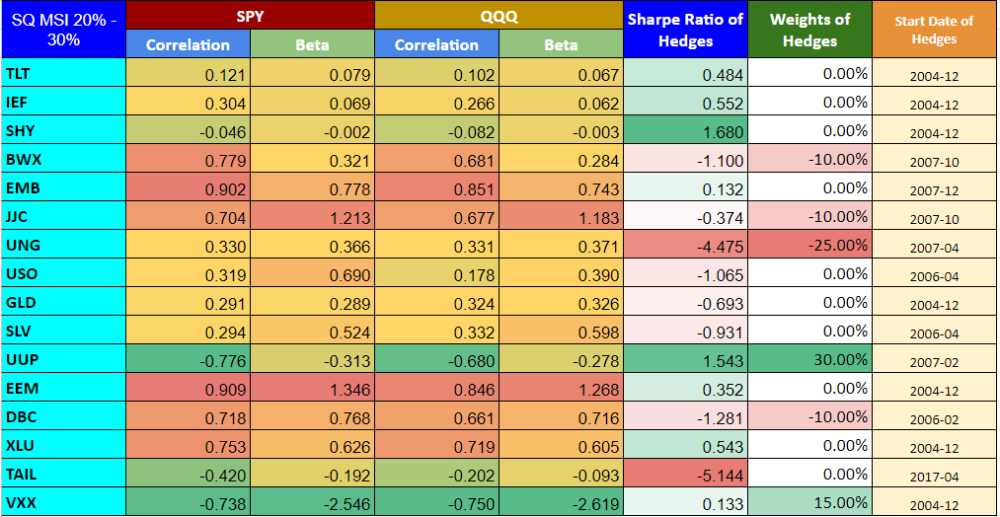 SQ MSI 20% - 30% SPY QQQ Sharpe Ratio of Hedges Weights of Hedges Start Date of Hedges
Correlation Beta Correlation Beta
TLT 0.121 0.079 0.102 0.067 0.484 0.00% 2004-12
IEF 0.304 0.069 0.266 0.062 0.552 0.00% 2004-12
SHY -0.046 -0.002 -0.082 -0.003 1.680 0.00% 2004-12
BWX 0.779 0.321 0.681 0.284 -1.100 -10.00% 2007-10
EMB 0.902 0.778 0.851 0.743 0.132 0.00% 2007-12
JJC 0.704 1.213 0.677 1.183 -0.374 -10.00% 2007-10
UNG 0.330 0.366 0.331 0.371 -4.475 -25.00% 2007-04
USO 0.319 0.690 0.178 0.390 -1.065 0.00% 2006-04
GLD 0.291 0.289 0.324 0.326 -0.693 0.00% 2004-12
SLV 0.294 0.524 0.332 0.598 -0.931 0.00% 2006-04
UUP -0.776 -0.313 -0.680 -0.278 1.543 30.00% 2007-02
EEM 0.909 1.346 0.846 1.268 0.352 0.00% 2004-12
DBC 0.718 0.768 0.661 0.716 -1.281 -10.00% 2006-02
XLU 0.753 0.626 0.719 0.605 0.543 0.00% 2004-12
TAIL -0.420 -0.192 -0.202 -0.093 -5.144 0.00% 2017-04
VXX -0.738 -2.546 -0.750 -2.619 0.133 15.00% 2004-12